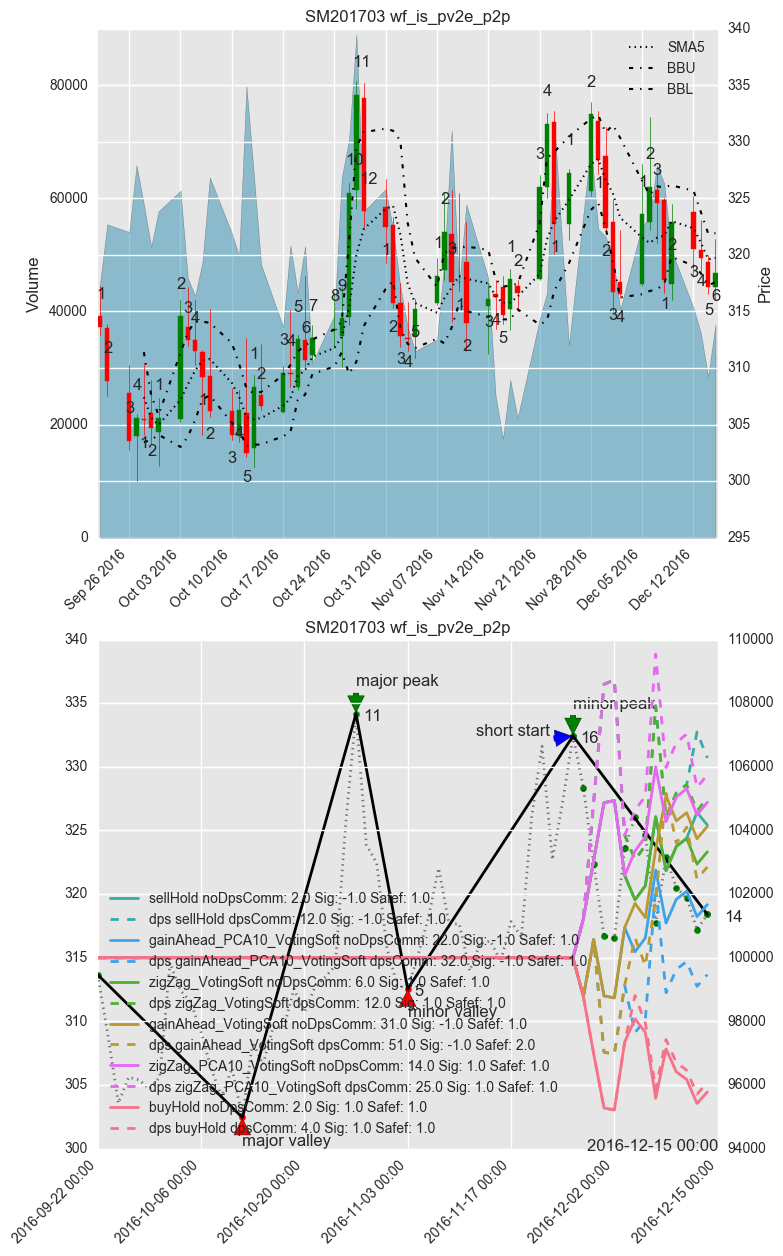 SM201703 wf_is_pv2e_p2p
SMA5
BBU
BBL
80000
60000
40000
20000
0
Volume
340
335
330
325
320
315
310
305
300
295
Price
Sep 26 2016
Oct 03 2016
Oct 10 2016
Oct 17 2016
Oct 24 2016
Oct 31 2016
Nov 07 2016
Nov 14 2016
Nov 21 2016
Nov 28 2016
Dec 05 2016
Dec 12 2016
SM201703 wf_is_pv2e_p2p
340
335
330
325
320
315
310
305
300
110000
108000
106000
104000
102000
100000
98000
96000
94000
major peak
11
minor peak
short start
16
14
5
minor valley
major valley
sellHold noDpsComm: 2.0 Sig: -1.0 Safef: 1.0
dps sellHold dpsComm: 12.0 Sig: -1.0 Safef: 1.0
gainAhead_PCA10_VotingSoft noDpsComm: 22.0 Sig: -1.0 Safef: 1.0
dps gainAhead_PCA10_VotingSoft dpsComm: 32.0 Sig: -1.0 Safef: 1.0
zigZag_VotingSoft noDpsComm: 6.0 Sig: 1.0 Safef: 1.0
dps zigZag_VotingSoft dpsComm: 12.0 Sig: 1.0 Safef: 1.0
gainAhead_VotingSoft noDpsComm: 31.0 Sig: -1.0 Safef: 1.0
dps gainAhead_VotingSoft dpsComm: 51.0 Sig: -1.0 Safef: 2.0
zigZag_PCA10_VotingSoft noDpsComm: 14.0 Sig: 1.0 Safef: 1.0
dps zigZag_PCA10_VotingSoft dpsComm: 25.0 Sig: 1.0 Safef: 1.0
buyHold noDpsComm: 2.0 Sig: 1.0 Safef: 1.0
dps buyHold dpsComm: 4.0 Sig: 1.0 Safef: 1.0
2016-12-15 00:00
2016-09-22 00:00
2016-10-06 00:00
2016-10-20 00:00
2016-11-03 00:00
2016-11-17 00:00
2016-12-02 00:00
2016-12-15 00:00